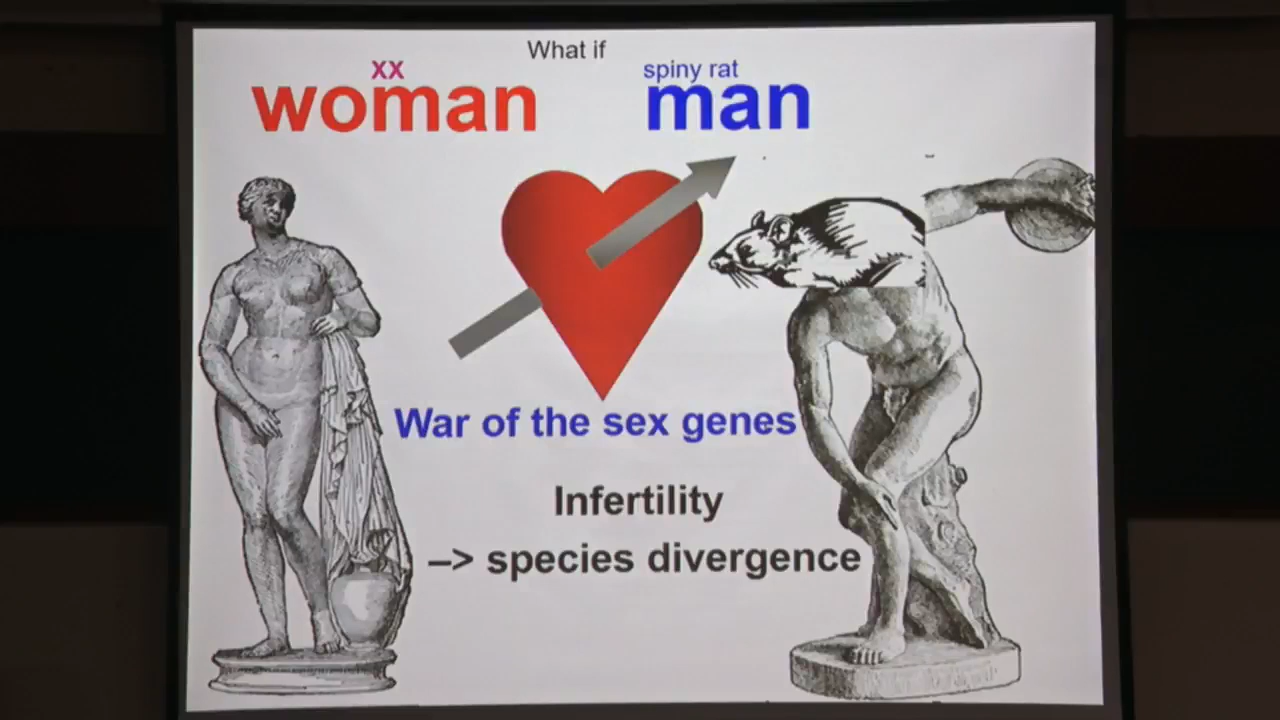 What if
xx
woman
spiny rat
man
War of the sex genes
Infertility
–> species divergence